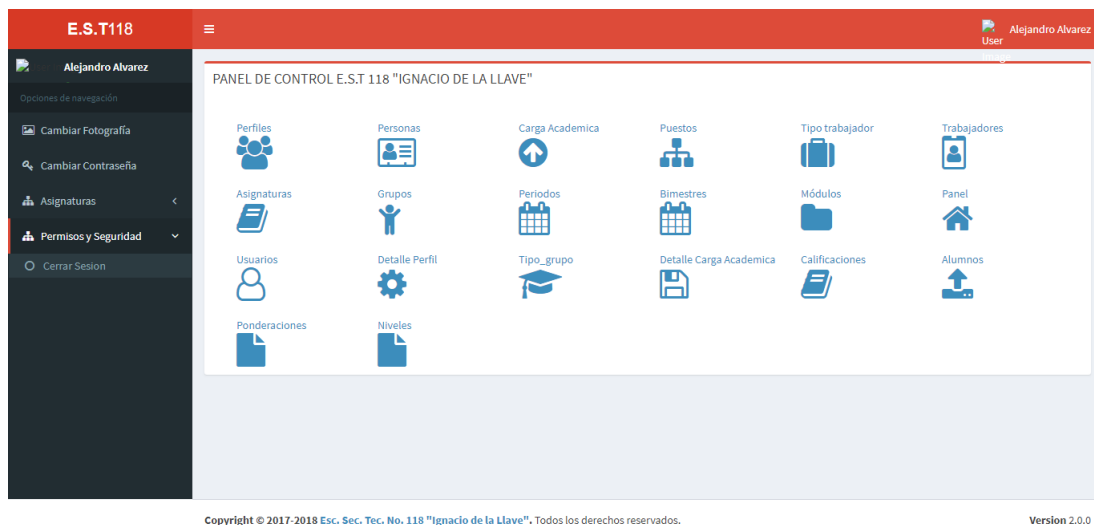 E.S.T118
User Image
Alejandro Alvarez
Alejandro Alvarez
Opciones de navegación
Cambiar Fotografía
Cambiar Contraseña
Asignaturas
Permisos y Seguridad
Cerrar Sesion
PANEL DE CONTROL E.S.T 118 "IGNACIO DE LA LLAVE"
Perfiles
Personas
Carga Academica
Puestos
Tipo trabajador
Trabajadores
Asignaturas
Grupos
Periodos
Bimestres
Módulos
Panel
Usuarios
Detalle Perfil
Tipo_grupo
Detalle Carga Academica
Calificaciones
Alumnos
Ponderaciones
Niveles
Copyright © 2017-2018 Esc. Sec. Tec. No. 118 "Ignacio de la Llave". Todos los derechos reservados.
Version 2.0.0